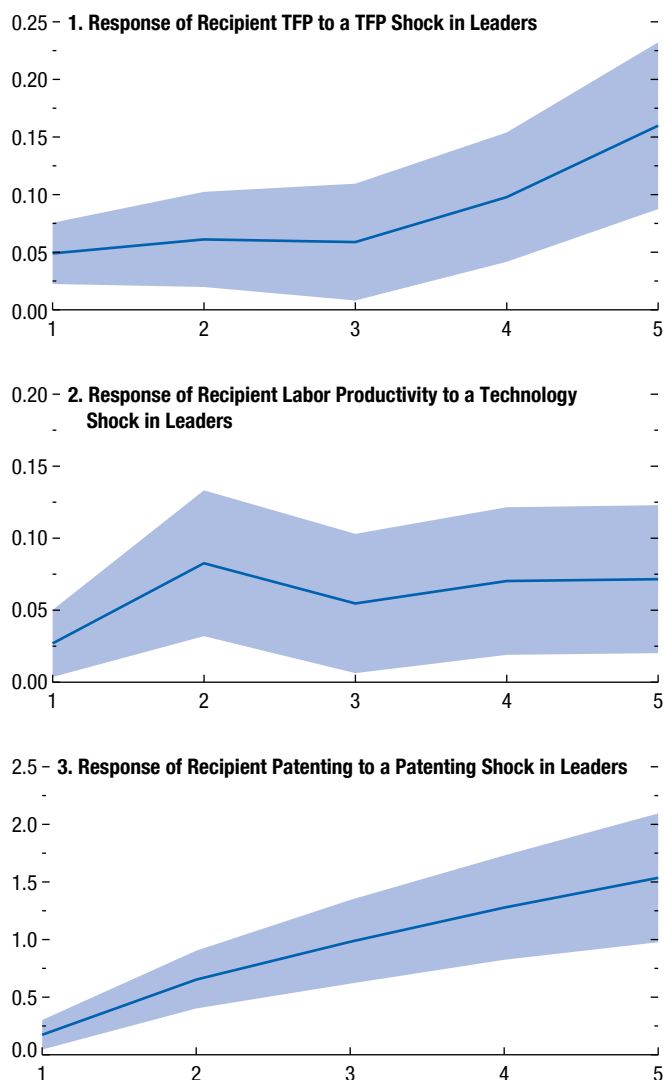 1. Response of Recipient TFP to a TFP Shock in Leaders
0.25
0.20
0.15
0.10
0.05
0.00
1 2 3 4 5
2. Response of Recipient Labor Productivity to a Technology
Shock in Leaders
0.20
0.15
0.10
0.05
0.00
1 2 3 4 5
3. Response of Recipient Patenting to a Patenting Shock in Leaders
2.5
2.0
1.5
1.0
0.5
0.0
1 2 3 4 5